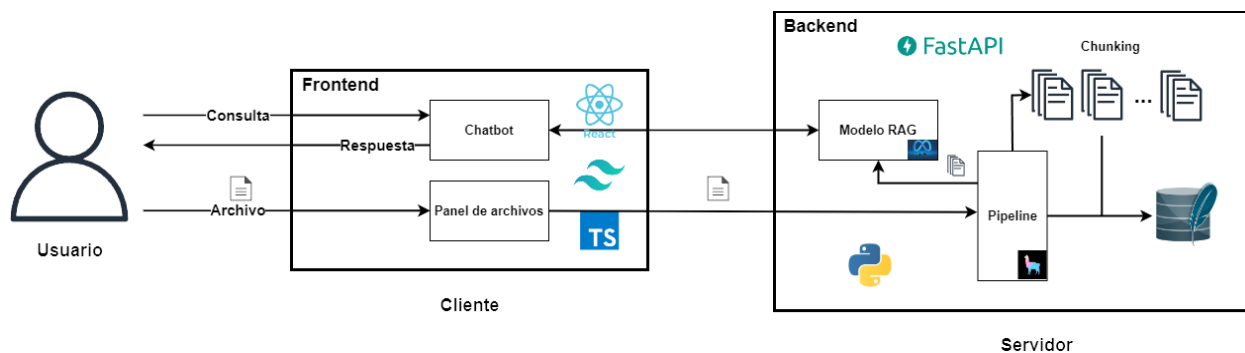 Backend
FastAPI
Chunking
Frontend
Consulta
Chatbot
React
...
Respuesta
Modelo RAG
Archivo
Panel de archivos
TS
Pipeline
Usuario
Cliente
Servidor